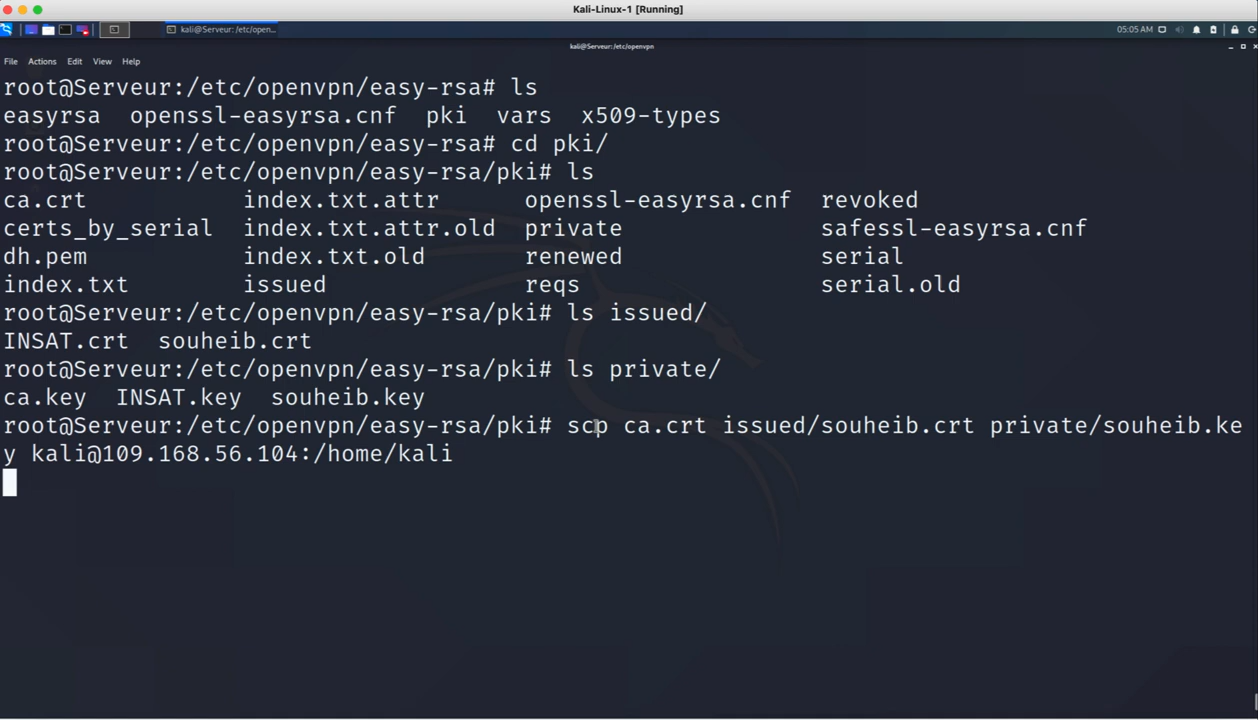 Kali-Linux-1 [Running]
kali@Serveur: /etc/open...
05:05 AM
kali@Serveur: /etc/openvpn
File Actions Edit View Help
root@Serveur:/etc/openvpn/easy-rsa# ls
easyrsa openssl-easyrsa.cnf pki vars x509-types
root@Serveur:/etc/openvpn/easy-rsa# cd pki/
root@Serveur:/etc/openvpn/easy-rsa/pki# ls
ca.crt index.txt.attr openssl-easyrsa.cnf revoked
certs_by_serial index.txt.attr.old private safessl-easyrsa.cnf
dh.pem index.txt.old renewed serial
index.txt issued reqs serial.old
root@Serveur:/etc/openvpn/easy-rsa/pki# ls issued/
INSAT.crt souheib.crt
root@Serveur:/etc/openvpn/easy-rsa/pki# ls private/
ca.key INSAT.key souheib.key
root@Serveur:/etc/openvpn/easy-rsa/pki# scp ca.crt issued/souheib.crt private/souheib.ke
y kali@109.168.56.104:/home/kali